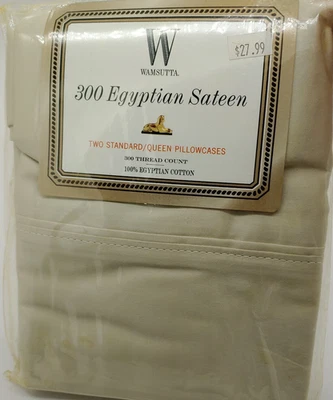 W
$27.99
WAMSUTTA.
300 Egyptian Sateen
TWO STANDARD/QUEEN PILLOWCASES
300 THREAD COUNT
100% EGYPTIAN COTTON